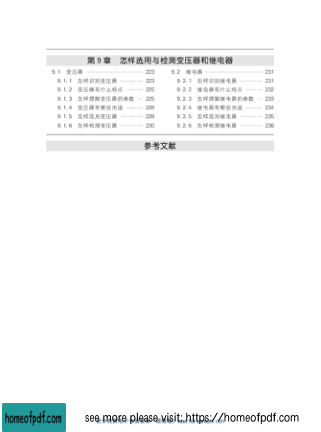 第9章 怎样选用与检测变压器和继电器
9.1 变压器 …… 223
9.1.1 怎样识别变压器 …… 223
9.1.2 变压器有什么特点 …… 225
9.1.3 怎样理解变压器的参数 … 225
9.1.4 变压器有哪些用途 …… 226
9.1.5 怎样选用变压器 …… 228
9.1.6 怎样检测变压器 …… 230
9.2 继电器 …… 231
9.2.1 怎样识别继电器 …… 231
9.2.2 继电器有什么特点 …… 232
9.2.3 怎样理解继电器的参数 … 233
9.2.4 继电器有哪些用途 …… 234
9.2.5 怎样选用继电器 …… 235
9.2.6 怎样检测继电器 …… 238
参考文献
homeofpdf.com
see more please visit: https://homeofpdf.com